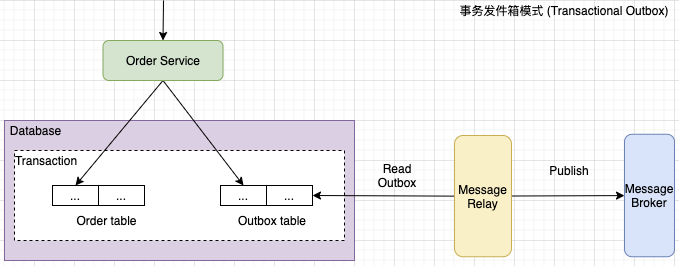 事务发件箱模式 (Transactional Outbox)
Order Service
Database
Transaction
... ...
Order table
... ...
Outbox table
Read
Outbox
Message
Relay
Publish
Message
Broker